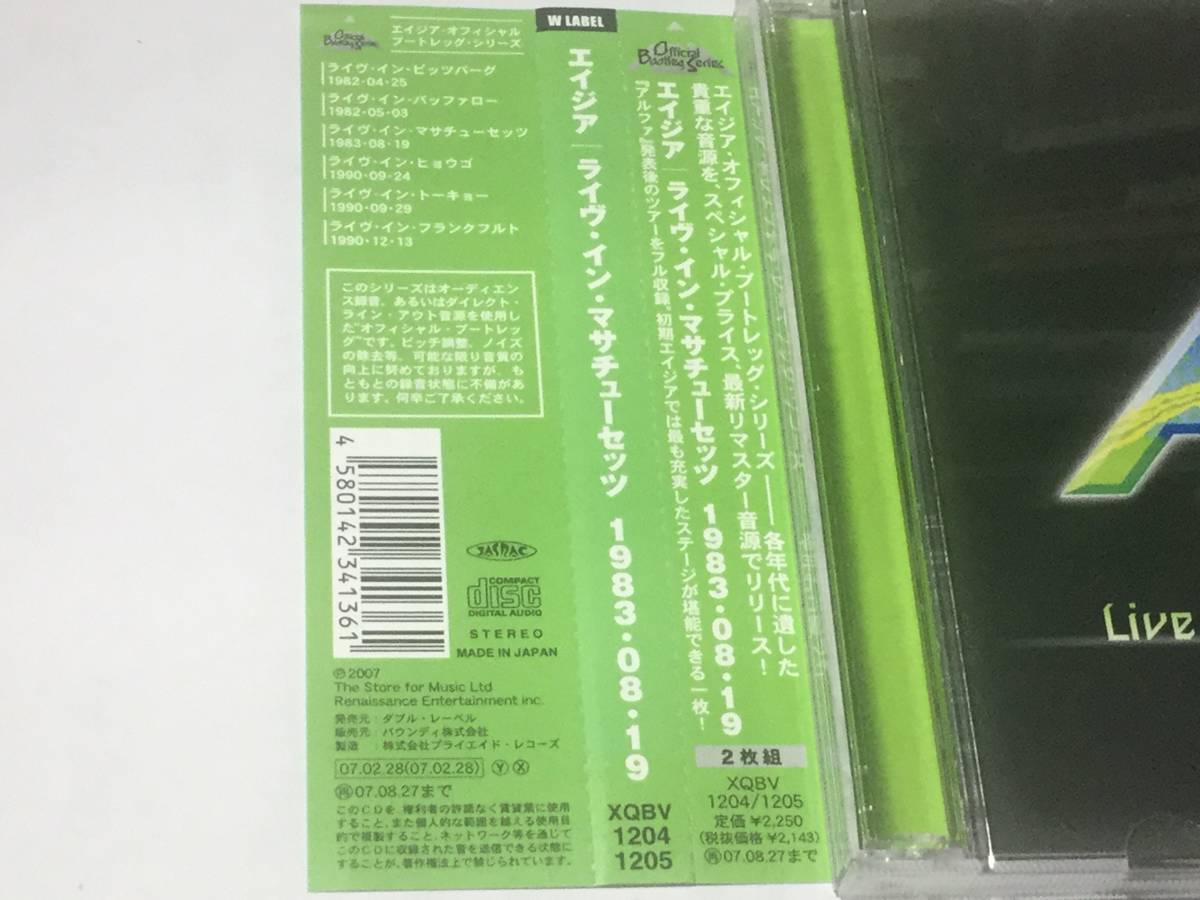 Official Bootleg Series
エイジア・オフィシャル
ブートレッグ・シリーズ
ライヴ・イン・ピッツバーグ
1982・04・25
ライヴ・イン・バッファロー
1982・05・03
ライヴ・イン・マサチューセッツ
1983・08・19
ライヴ・イン・ヒョウゴ
1990・09・24
ライヴ・イン・トーキョー
1990・09・29
ライヴ・イン・フランクフルト
1990・12・13
このシリーズはオーディエン
ス録音、あるいはダイレクト・
ライン・アウト音源を使用し
た"オフィシャル・ブートレッ
グ"です。ピッチ調整、ノイズ
の除去等、可能な限り音質の
向上に努めておりますが、も
ともとの録音状態に不備があ
ります。何卒ご了承ください。
4 580142 341361
JASRAC
COMPACT
disc
DIGITAL AUDIO
STEREO
MADE IN JAPAN
℗2007
The Store for Music Ltd
Renaissance Entertainment inc.
発売元：ダブル・レーベル
販売元：バウンディ株式会社
製造：株式会社プライエイド・レコーズ
07.02.28(07.02.28) Ⓨ Ⓧ
㊢07.08.27まで
このCDを、権利者の許諾なく賃貸業に使用
すること、また個人的な範囲を越える使用目
的で複製すること、ネットワーク等を通じて
このCDに収録された音を送信できる状態に
することが、著作権法上で禁じられています。
W LABEL
エイジア ライヴ・イン・マサチューセッツ 1983・08・19
XQBV
1204
1205
Official Bootleg Series
エイジア・オフィシャル・ブートレッグ・シリーズ——各年代に遺した
貴重な音源を、スペシャル・プライス、最新リマスター音源でリリース！
エイジア ライヴ・イン・マサチューセッツ 1983・08・19
『アルファ』発表後のツアーをフル収録。初期エイジアでは最も充実したステージが堪能できる一枚！
2枚組
XQBV
1204/1205
定価 ¥2,250
(税抜価格 ¥2,143)
07.08.27まで
Live